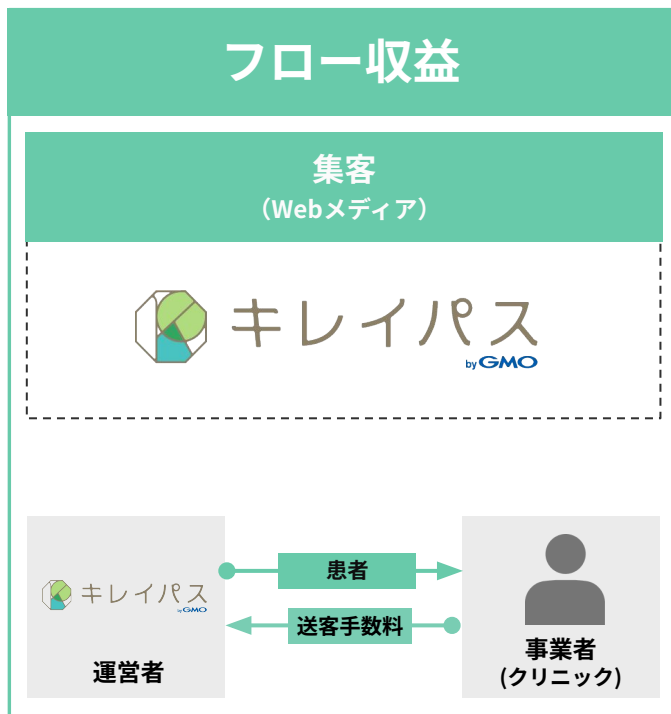 フロー収益
集客
（Webメディア）
キレイパス
by GMO
患者
キレイパス
by GMO
送客手数料
運営者
事業者
(クリニック)